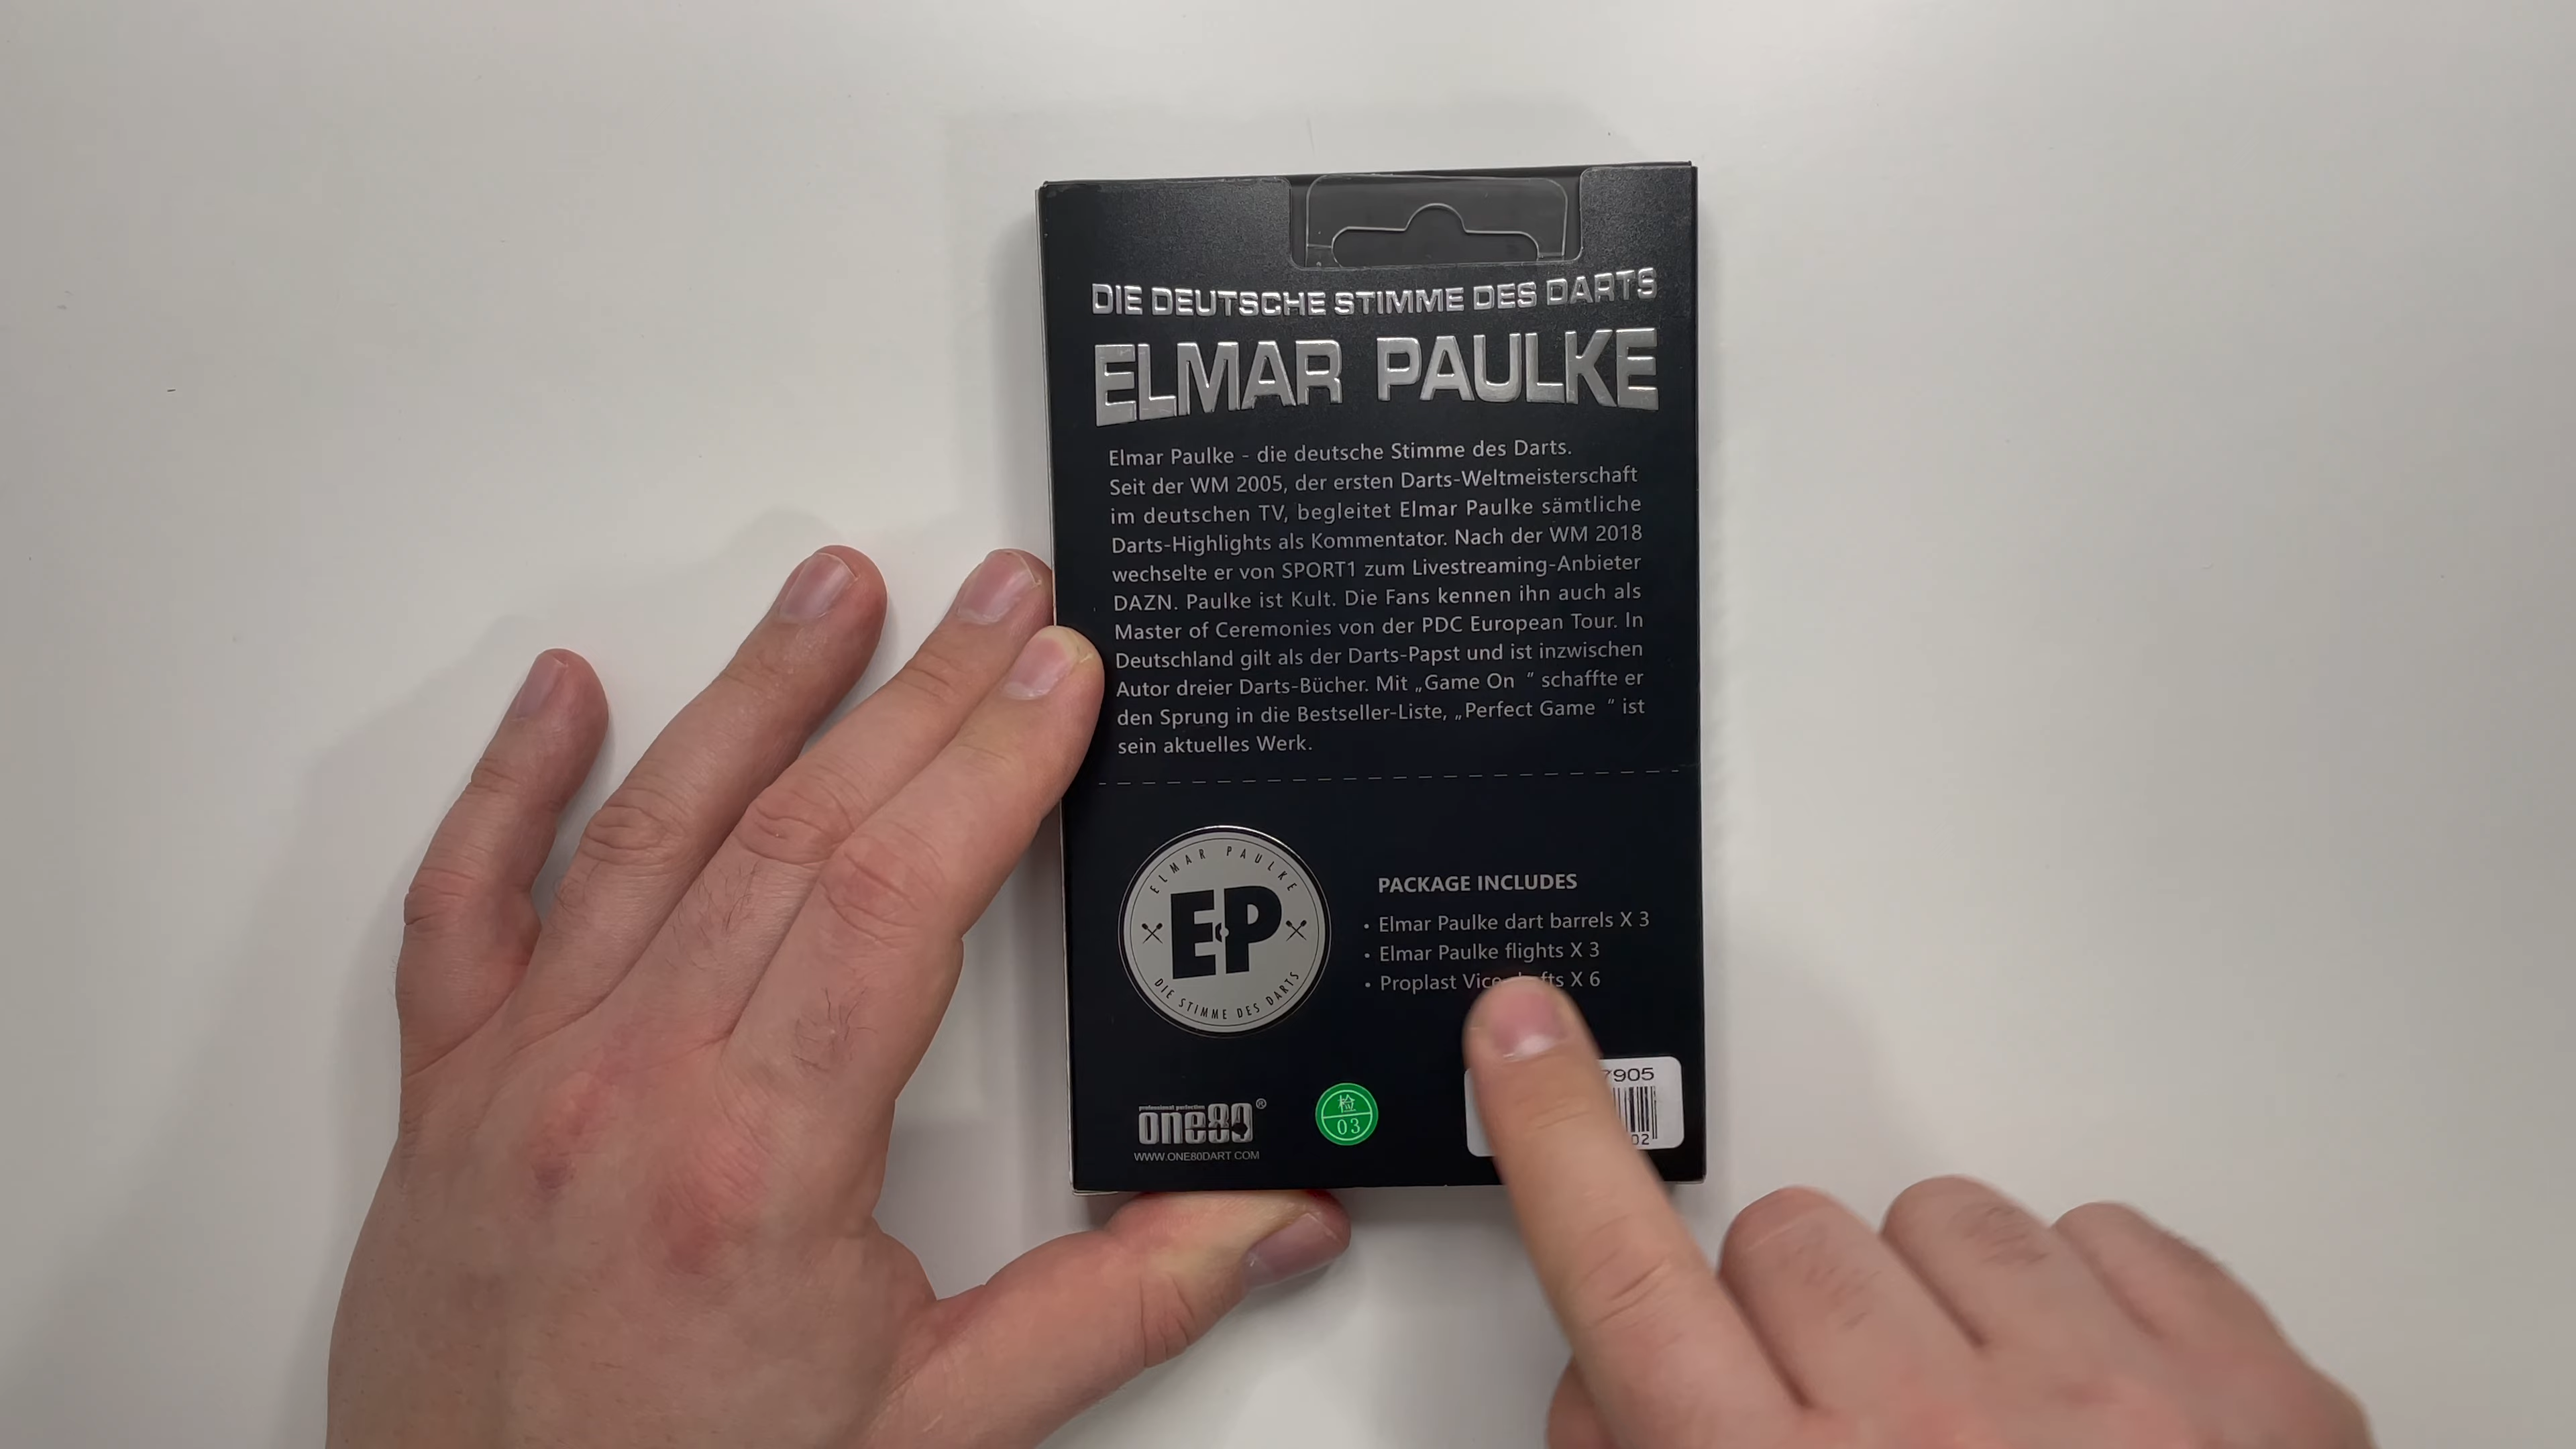 DIE DEUTSCHE STIMME DES DARTS
ELMAR PAULKE
Elmar Paulke - die deutsche Stimme des Darts.
Seit der WM 2005, der ersten Darts-Weltmeisterschaft
im deutschen TV, begleitet Elmar Paulke sämtliche
Darts-Highlights als Kommentator. Nach der WM 2018
wechselte er von SPORT1 zum Livestreaming-Anbieter
DAZN. Paulke ist Kult. Die Fans kennen ihn auch als
Master of Ceremonies von der PDC European Tour. In
Deutschland gilt als der Darts-Papst und ist inzwischen
Autor dreier Darts-Bücher. Mit „Game On “ schaffte er
den Sprung in die Bestseller-Liste, „Perfect Game “ ist
sein aktuelles Werk.
ELMAR PAULKE
EP
DIE STIMME DES DARTS
PACKAGE INCLUDES
• Elmar Paulke dart barrels X 3
• Elmar Paulke flights X 3
• Proplast X 6
professional perfection
one80®
WWW.ONE80DART.COM
检
03
7905
02